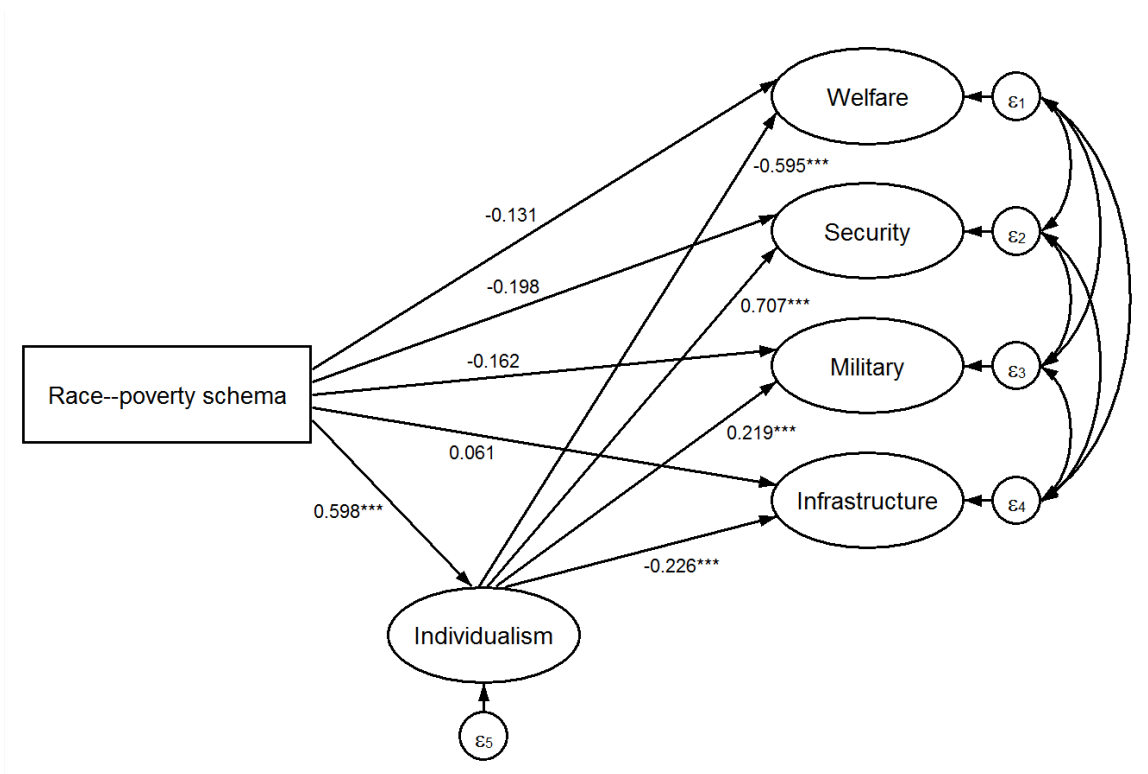 Welfare
ε1
-0.595***
-0.131
Security
ε2
-0.198
0.707***
Race--poverty schema
-0.162
Military
ε3
0.219***
0.061
Infrastructure
ε4
0.598***
-0.226***
Individualism
ε5